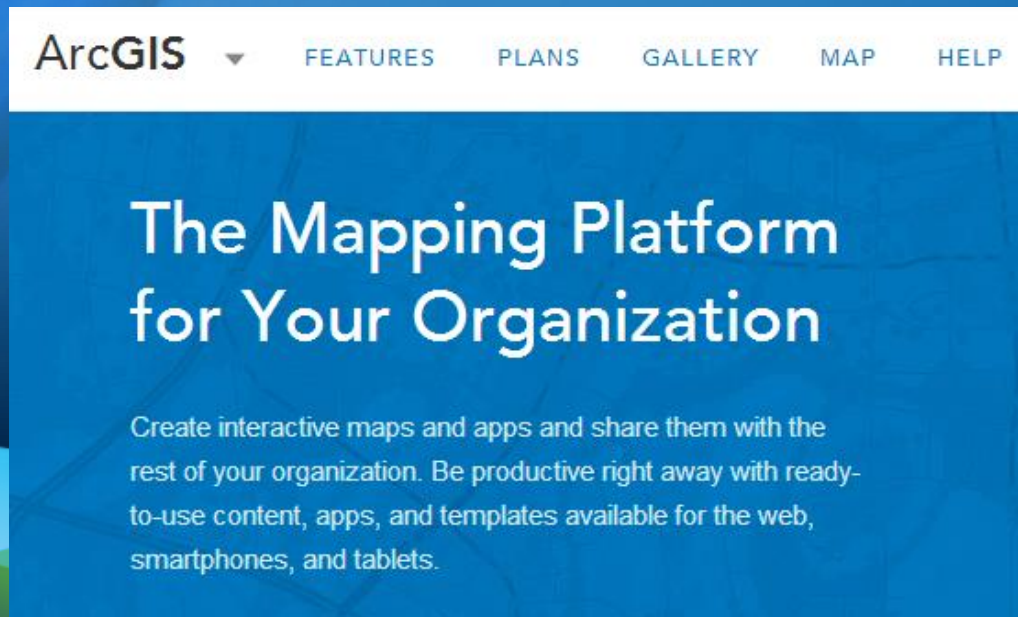 ArcGIS FEATURES PLANS GALLERY MAP HELP
The Mapping Platform
for Your Organization
Create interactive maps and apps and share them with the
rest of your organization. Be productive right away with ready-
to-use content, apps, and templates available for the web,
smartphones, and tablets.